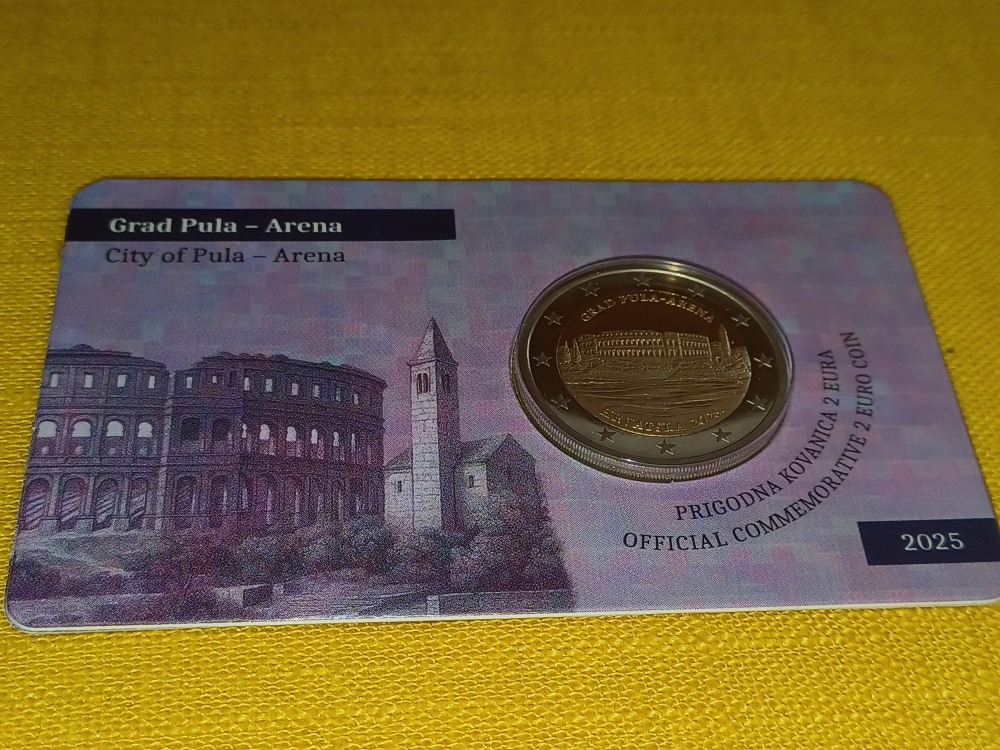 Grad Pula – Arena
City of Pula – Arena
GRAD PULA-ARENA
HRVATSKA 2025.
PRIGODNA KOVANICA 2 EURA
OFFICIAL COMMEMORATIVE 2 EURO COIN
2025